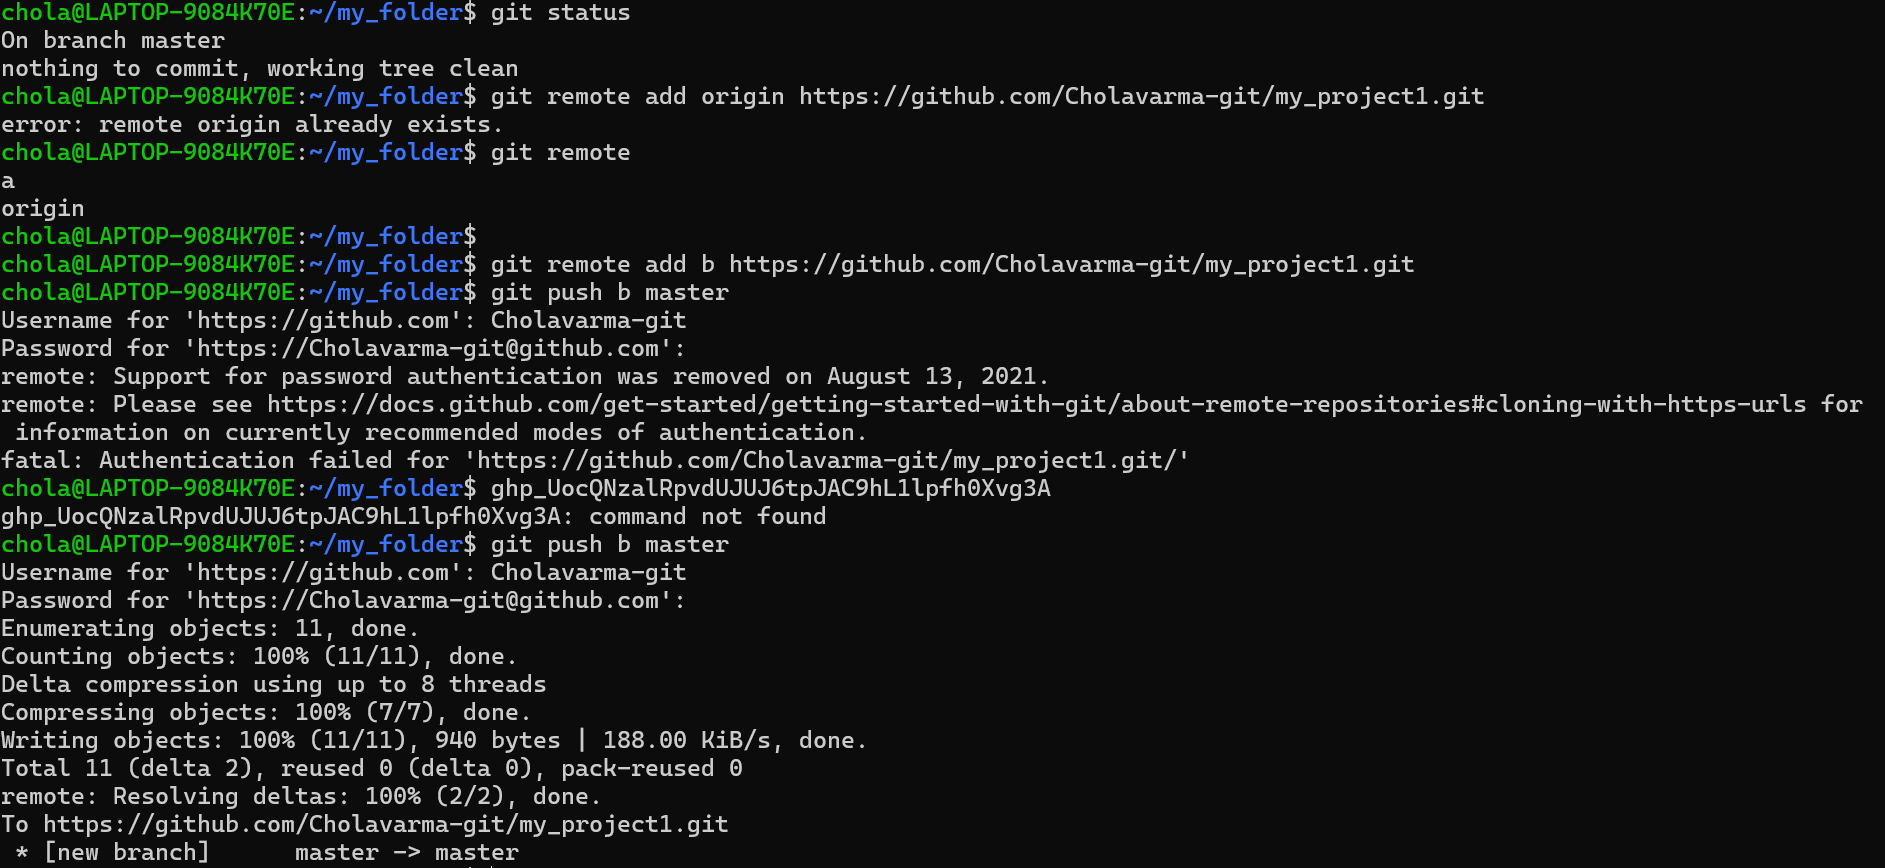 chola@LAPTOP-9084K70E:~/my_folder$ git status
On branch master
nothing to commit, working tree clean
chola@LAPTOP-9084K70E:~/my_folder$ git remote add origin https://github.com/Cholavarma-git/my_project1.git
error: remote origin already exists.
chola@LAPTOP-9084K70E:~/my_folder$ git remote
a
origin
chola@LAPTOP-9084K70E:~/my_folder$
chola@LAPTOP-9084K70E:~/my_folder$ git remote add b https://github.com/Cholavarma-git/my_project1.git
chola@LAPTOP-9084K70E:~/my_folder$ git push b master
Username for 'https://github.com': Cholavarma-git
Password for 'https://Cholavarma-git@github.com':
remote: Support for password authentication was removed on August 13, 2021.
remote: Please see https://docs.github.com/get-started/getting-started-with-git/about-remote-repositories#cloning-with-https-urls for
 information on currently recommended modes of authentication.
fatal: Authentication failed for 'https://github.com/Cholavarma-git/my_project1.git/'
chola@LAPTOP-9084K70E:~/my_folder$ 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
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: command not found
chola@LAPTOP-9084K70E:~/my_folder$ git push b master
Username for 'https://github.com': Cholavarma-git
Password for 'https://Cholavarma-git@github.com':
Enumerating objects: 11, done.
Counting objects: 100% (11/11), done.
Delta compression using up to 8 threads
Compressing objects: 100% (7/7), done.
Writing objects: 100% (11/11), 940 bytes | 188.00 KiB/s, done.
Total 11 (delta 2), reused 0 (delta 0), pack-reused 0
remote: Resolving deltas: 100% (2/2), done.
To https://github.com/Cholavarma-git/my_project1.git
 * [new branch]      master -> master